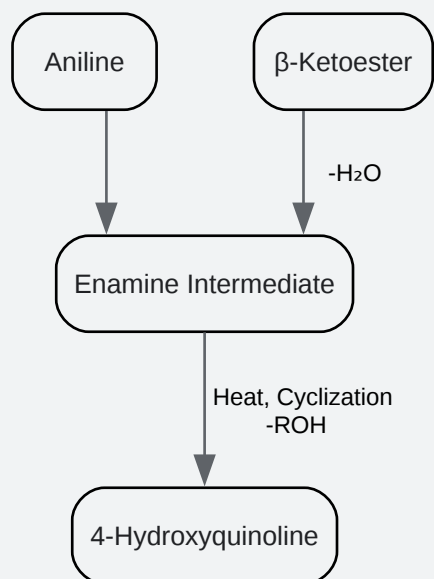 Aniline
β-Ketoester
-H₂O
Enamine Intermediate
Heat, Cyclization
-ROH
4-Hydroxyquinoline